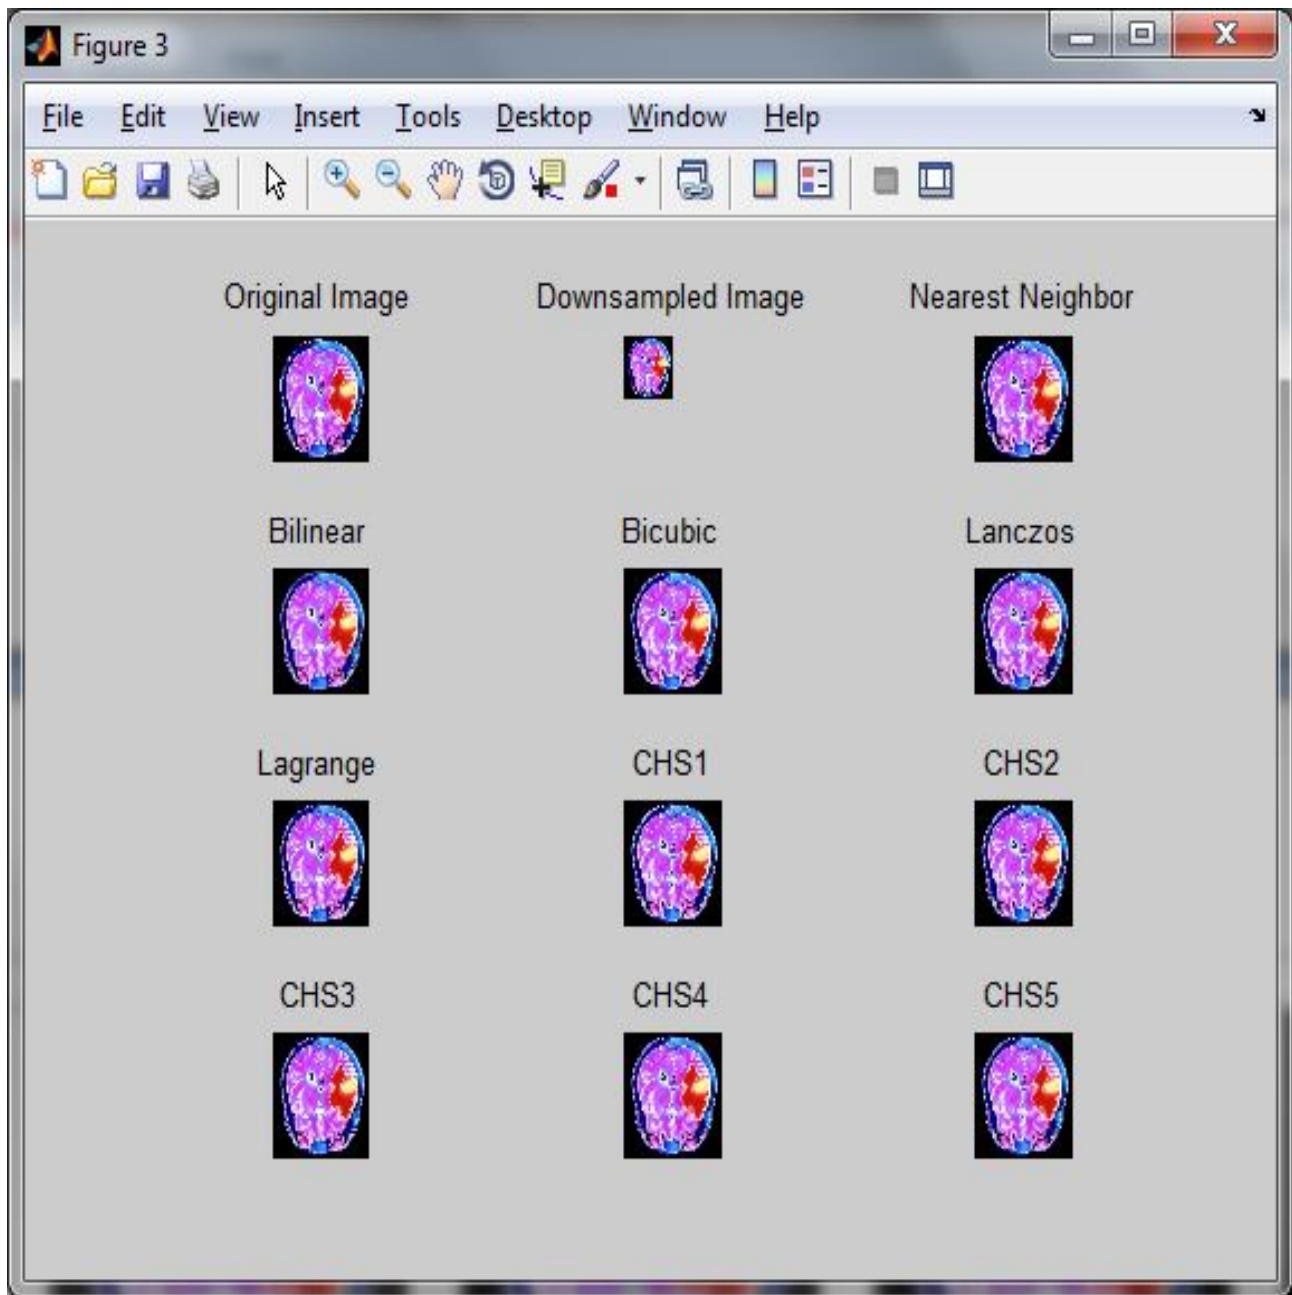 Figure 3
File Edit View Insert Tools Desktop Window Help
Original Image Downsampled Image Nearest Neighbor
Bilinear Bicubic Lanczos
Lagrange CHS1 CHS2
CHS3 CHS4 CHS5